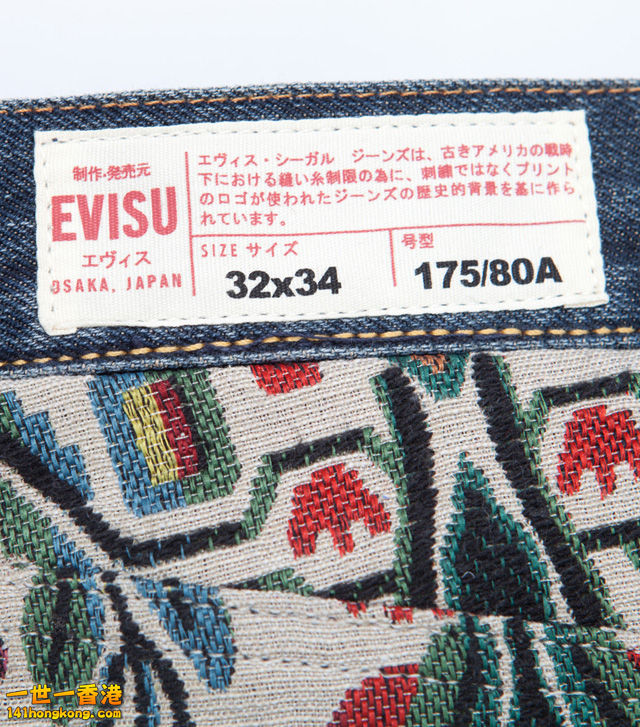 制作・発売元
EVISU
エヴィス
OSAKA, JAPAN
エヴィス・シーガル ジーンズは、古きアメリカの戦時
下における縫い糸制限の為に、刺繍ではなくプリント
のロゴが使われたジーンズの歴史的背景を基に作ら
れています。
SIZE サイズ
32x34
号型
175/80A
一世一香港
141hongkong.com